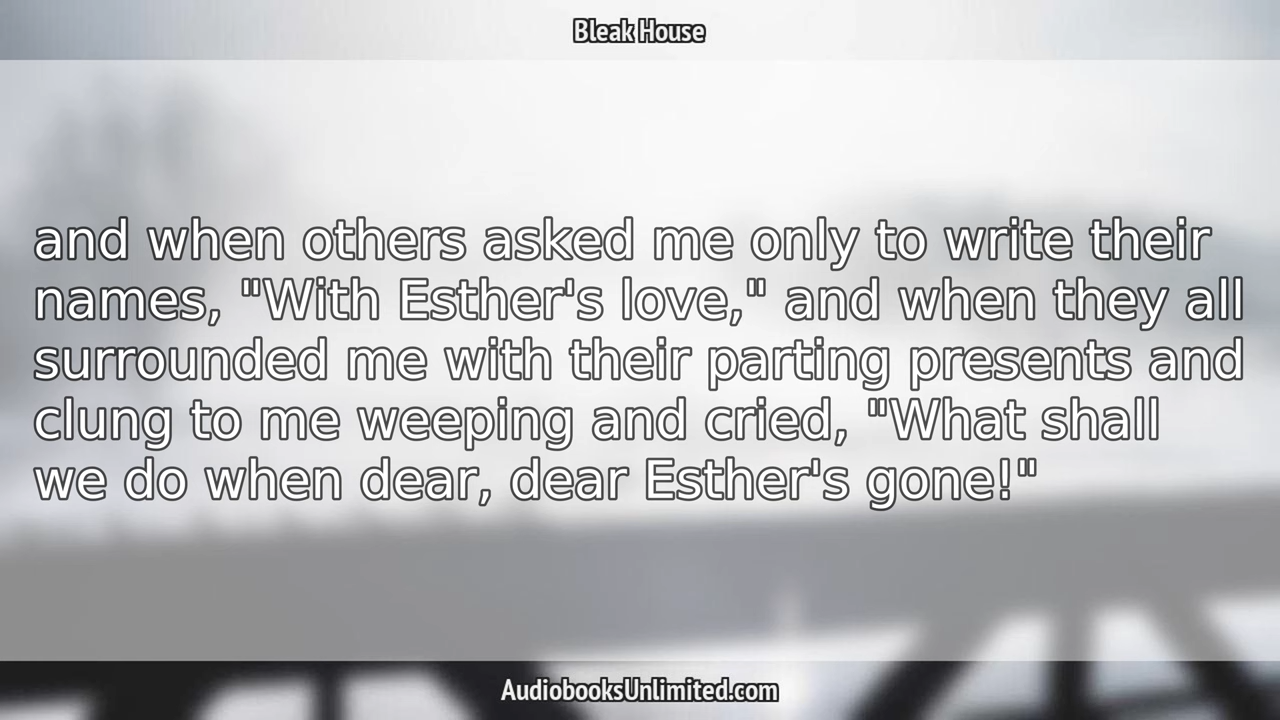 Bleak House
and when others asked me only to write their
names, "With Esther's love," and when they all
surrounded me with their parting presents and
clung to me weeping and cried, "What shall
we do when dear, dear Esther's gone!"
AudiobooksUnlimited.com